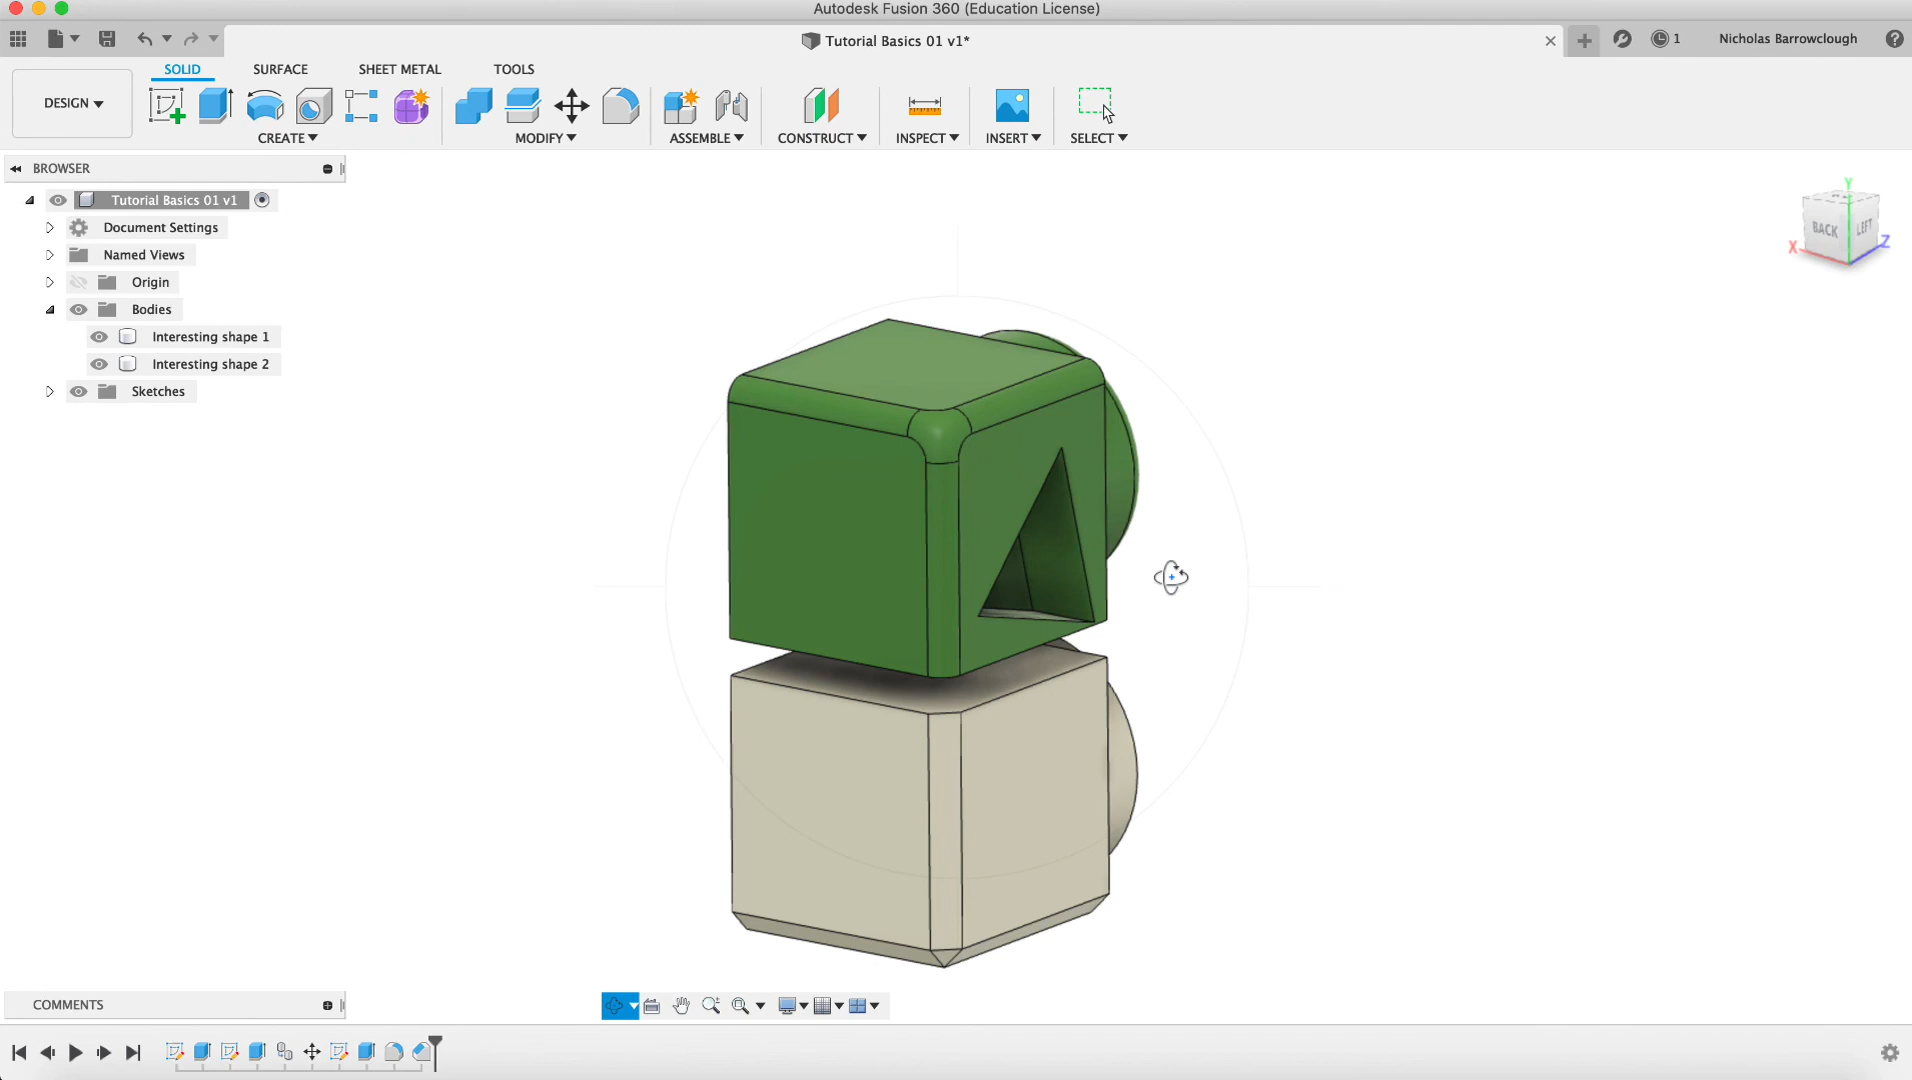 Autodesk Fusion 360 (Education License)
Tutorial Basics 01 v1*
1
Nicholas Barrowclough
DESIGN
SOLID
SURFACE
SHEET METAL
TOOLS
CREATE
MODIFY
ASSEMBLE
CONSTRUCT
INSPECT
INSERT
SELECT
BROWSER
Tutorial Basics 01 v1
Document Settings
Named Views
Origin
Bodies
Interesting shape 1
Interesting shape 2
Sketches
Y
BACK
LEFT
X
Z
COMMENTS